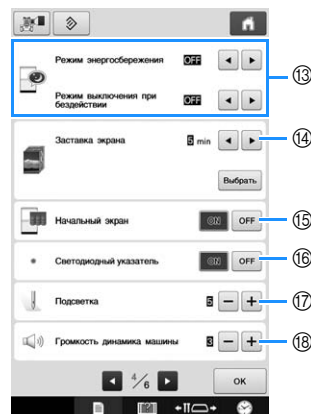 Режим энергосбережения OFF
⑬
Режим выключения при
бездействии OFF
Заставка экрана 5 min
⑭
Выбрать
Начальный экран ON OFF
⑮
Светодиодный указатель ON OFF
⑯
Подсветка 5 − +
⑰
Громкость динамика машины 3 − +
⑱
4/6 OK